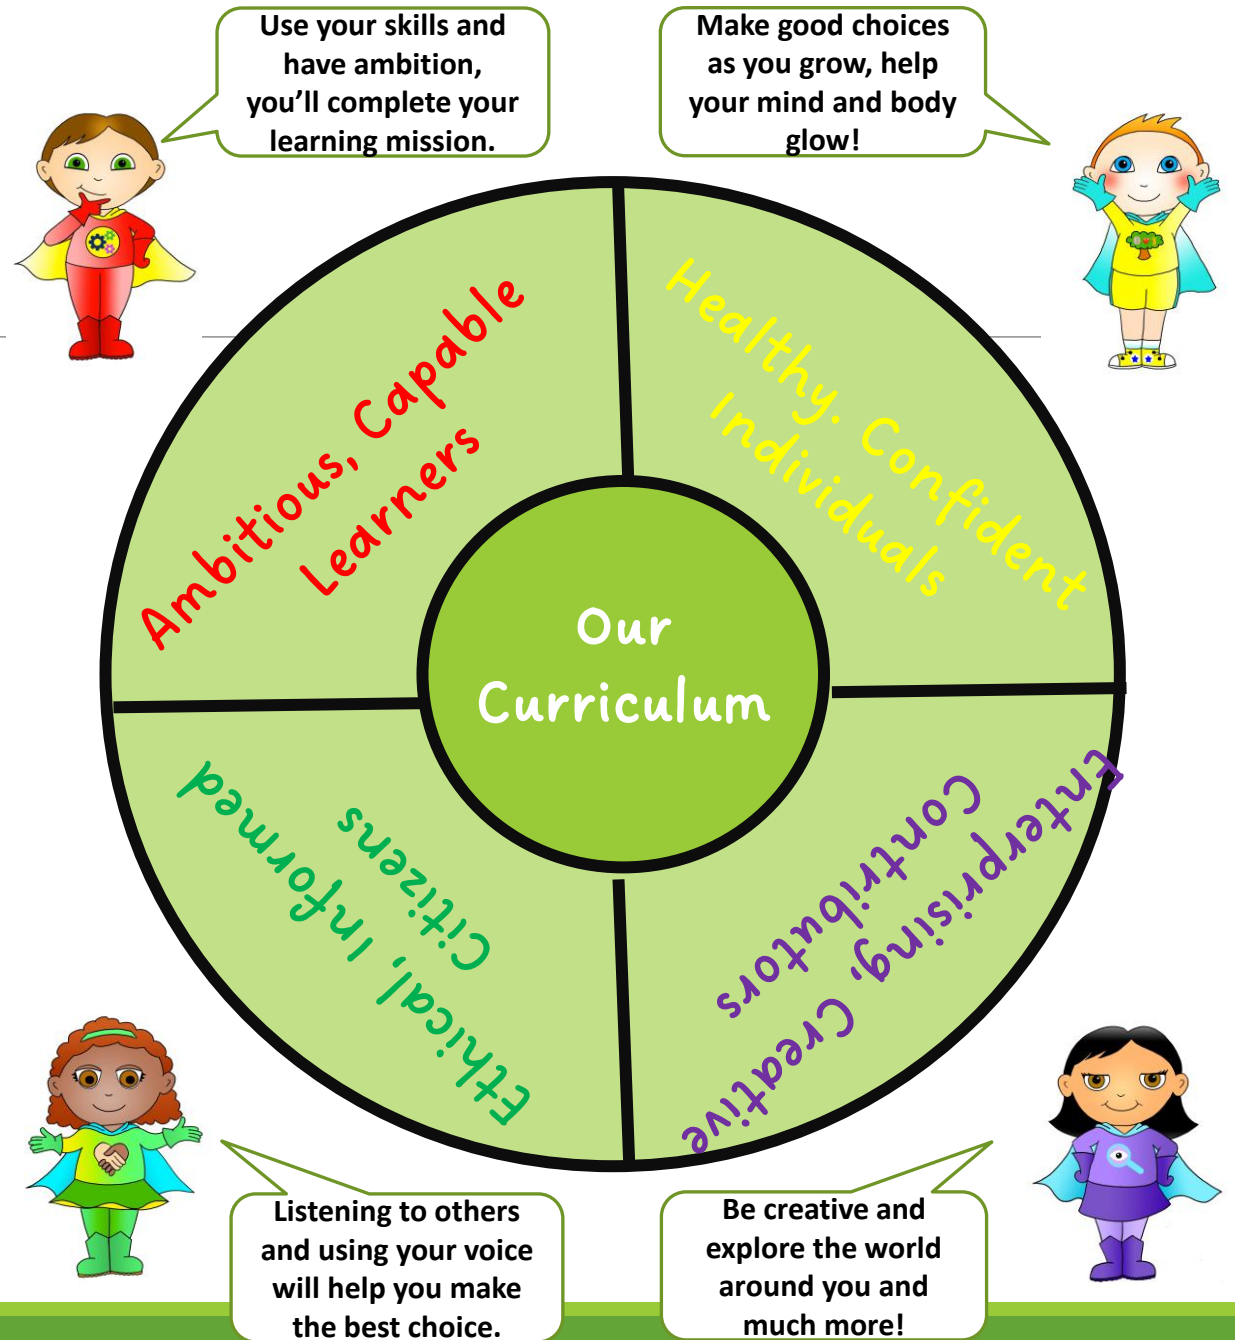 Use your skills and
have ambition,
you'll complete your
learning mission.
Make good choices
as you grow, help
your mind and body
glow!
Ambitious, Capable
Learners
Healthy. Confident
Individuals
Our
Curriculum
Ethical, Informed
Citizens
Enterprising, Creative
Contributors
Listening to others
and using your voice
will help you make
the best choice.
Be creative and
explore the world
around you and
much more!